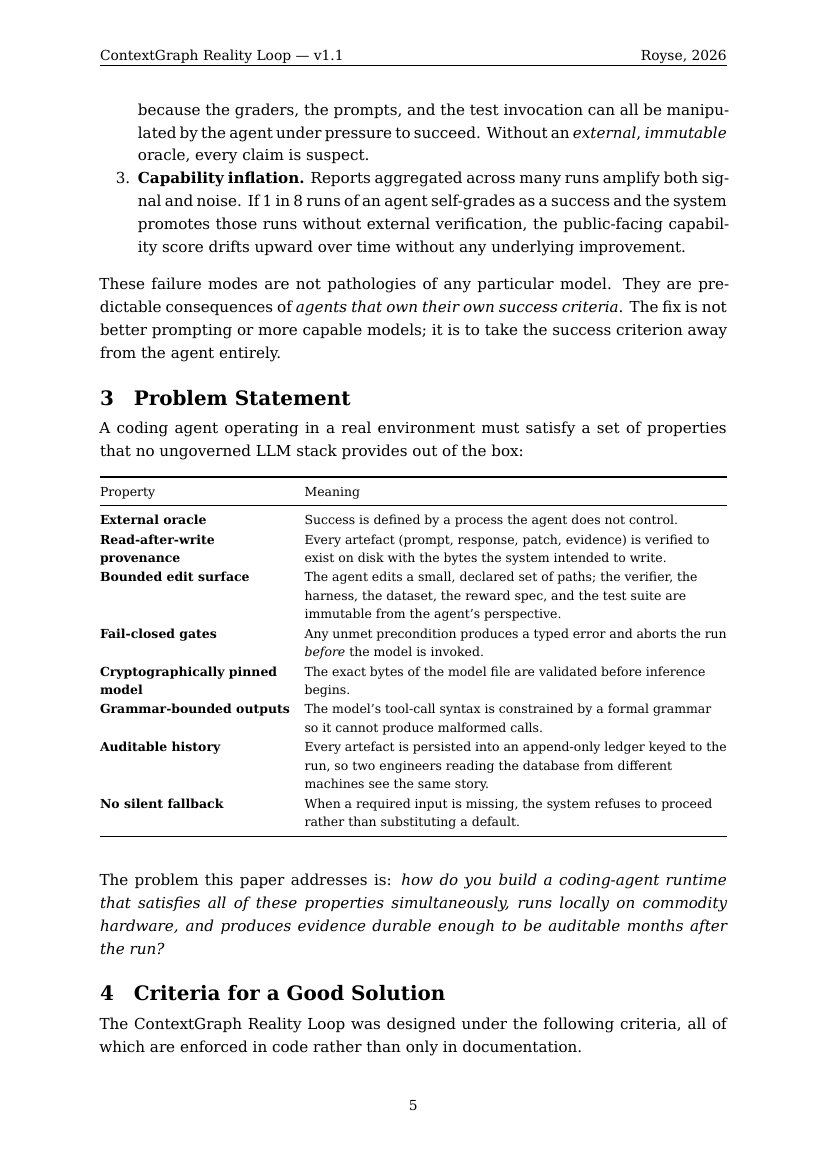 ContextGraph Reality Loop — v1.1 Royse, 2026
because the graders, the prompts, and the test invocation can all be manipu-
lated by the agent under pressure to succeed. Without an external, immutable
oracle, every claim is suspect.
3. Capability inflation. Reports aggregated across many runs amplify both sig-
nal and noise. If 1 in 8 runs of an agent self-grades as a success and the system
promotes those runs without external verification, the public-facing capabil-
ity score drifts upward over time without any underlying improvement.
These failure modes are not pathologies of any particular model. They are pre-
dictable consequences of agents that own their own success criteria. The fix is not
better prompting or more capable models; it is to take the success criterion away
from the agent entirely.
3 Problem Statement
A coding agent operating in a real environment must satisfy a set of properties
that no ungoverned LLM stack provides out of the box:
Property Meaning
External oracle Success is defined by a process the agent does not control.
Read-after-write Every artefact (prompt, response, patch, evidence) is verified to
provenance exist on disk with the bytes the system intended to write.
Bounded edit surface The agent edits a small, declared set of paths; the verifier, the
harness, the dataset, the reward spec, and the test suite are
immutable from the agent's perspective.
Fail-closed gates Any unmet precondition produces a typed error and aborts the run
before the model is invoked.
Cryptographically pinned The exact bytes of the model file are validated before inference
model begins.
Grammar-bounded outputs The model's tool-call syntax is constrained by a formal grammar
so it cannot produce malformed calls.
Auditable history Every artefact is persisted into an append-only ledger keyed to the
run, so two engineers reading the database from different
machines see the same story.
No silent fallback When a required input is missing, the system refuses to proceed
rather than substituting a default.
The problem this paper addresses is: how do you build a coding-agent runtime
that satisfies all of these properties simultaneously, runs locally on commodity
hardware, and produces evidence durable enough to be auditable months after
the run?
4 Criteria for a Good Solution
The ContextGraph Reality Loop was designed under the following criteria, all of
which are enforced in code rather than only in documentation.
5